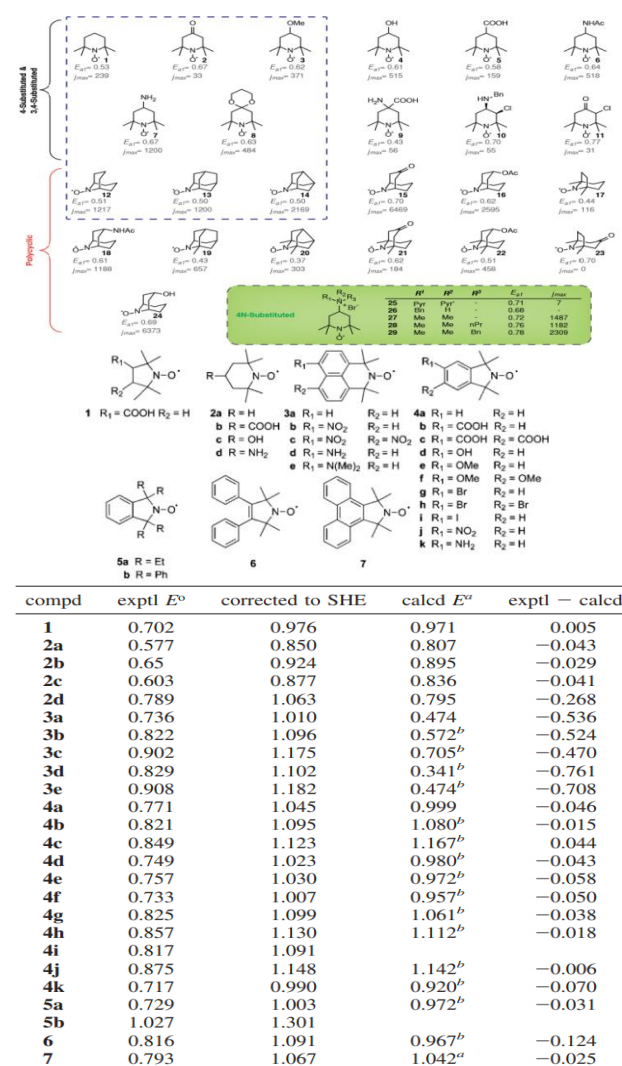 4-Substituted &
3,4-Substituted
Polycyclic
OMe OH COOH NHAc
1 2 3 4 5 6
Ea1= 0.53 Ea1= 0.67 Ea1= 0.62 Ea1= 0.61 Ea1= 0.58 Ea1= 0.64
jmax= 239 jmax= 33 jmax= 371 jmax= 515 jmax= 159 jmax= 518
NH2 H2N COOH HN Bn Cl O Cl
7 8 9 10 11
Ea1= 0.67 Ea1= 0.63 Ea1= 0.43 Ea1= 0.70 Ea1= 0.77
jmax= 1200 jmax= 484 jmax= 56 jmax= 55 jmax= 31
OAc
12 13 14 15 16 17
Ea1= 0.51 Ea1= 0.50 Ea1= 0.50 Ea1= 0.70 Ea1= 0.62 Ea1= 0.44
jmax= 1217 jmax= 1200 jmax= 2169 jmax= 6469 jmax= 2595 jmax= 116
NHAc OAc
18 19 20 21 22 23
Ea1= 0.61 Ea1= 0.43 Ea1= 0.37 Ea1= 0.62 Ea1= 0.51 Ea1= 0.70
jmax= 1188 jmax= 657 jmax= 303 jmax= 184 jmax= 458 jmax= 0
OH
24
Ea1= 0.69
jmax= 6373
4N-Substituted
R1 R2 R3 Ea1 jmax
25 Pyr Pyr' - 0.71 7
26 Bn H - 0.68 -
27 Me Me - 0.72 1487
28 Me Me nPr 0.76 1182
29 Me Me Bn 0.78 2309
1 R1 = COOH R2 = H
2a R = H
b R = COOH
c R = OH
d R = NH2
3a R1 = H R2 = H
b R1 = NO2 R2 = H
c R1 = NO2 R2 = NO2
d R1 = NH2 R2 = H
e R1 = N(Me)2 R2 = H
4a R1 = H R2 = H
b R1 = COOH R2 = H
c R1 = COOH R2 = COOH
d R1 = OH R2 = H
e R1 = OMe R2 = H
f R1 = OMe R2 = OMe
g R1 = Br R2 = H
h R1 = Br R2 = Br
i R1 = I R2 = H
j R1 = NO2 R2 = H
k R1 = NH2 R2 = H
5a R = Et
b R = Ph
6
7
compd exptl Eo corrected to SHE calcd Ea exptl − calcd
1 0.702 0.976 0.971 0.005
2a 0.577 0.850 0.807 −0.043
2b 0.65 0.924 0.895 −0.029
2c 0.603 0.877 0.836 −0.041
2d 0.789 1.063 0.795 −0.268
3a 0.736 1.010 0.474 −0.536
3b 0.822 1.096 0.572b −0.524
3c 0.902 1.175 0.705b −0.470
3d 0.829 1.102 0.341b −0.761
3e 0.908 1.182 0.474b −0.708
4a 0.771 1.045 0.999 −0.046
4b 0.821 1.095 1.080b −0.015
4c 0.849 1.123 1.167b 0.044
4d 0.749 1.023 0.980b −0.043
4e 0.757 1.030 0.972b −0.058
4f 0.733 1.007 0.957b −0.050
4g 0.825 1.099 1.061b −0.038
4h 0.857 1.130 1.112b −0.018
4i 0.817 1.091
4j 0.875 1.148 1.142b −0.006
4k 0.717 0.990 0.920b −0.070
5a 0.729 1.003 0.972b −0.031
5b 1.027 1.301
6 0.816 1.091 0.967b −0.124
7 0.793 1.067 1.042a −0.025